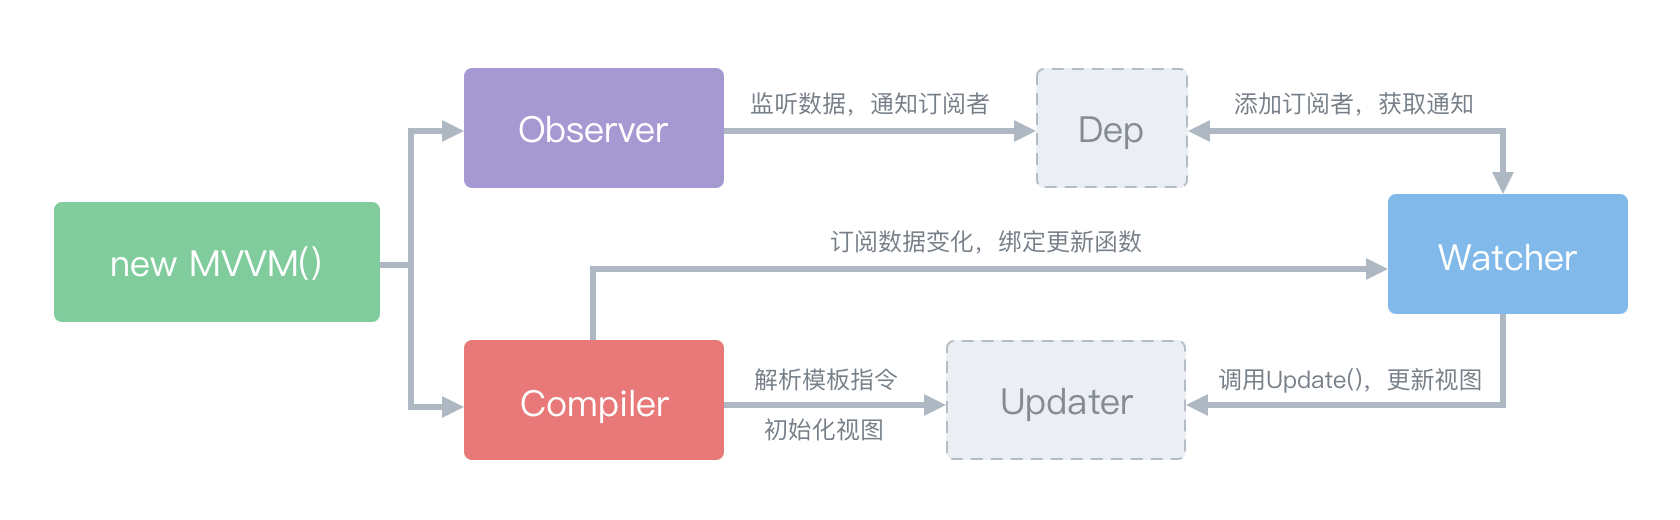 Observer
监听数据，通知订阅者
Dep
添加订阅者，获取通知
new MVVM()
订阅数据变化，绑定更新函数
Watcher
Compiler
解析模板指令
初始化视图
Updater
调用Update()，更新视图